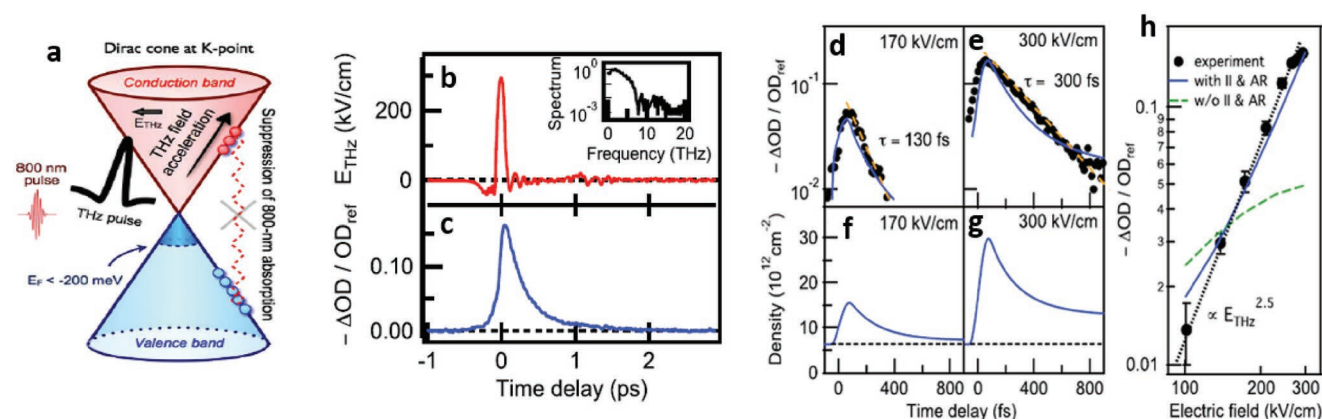 a
Dirac cone at K-point
Conduction band
E_THz
THz field
acceleration
800 nm
pulse
THz pulse
Suppression of 800-nm absorption
E_F < -200 meV
Valence band
b
E_THz (kV/cm)
200
0
Spectrum
10^0
10^-3
0 10 20
Frequency (THz)
c
− ΔOD / OD_ref
0.10
0.00
-1 0 1 2
Time delay (ps)
d
170 kV/cm
− ΔOD / OD_ref
10^-1
10^-2
τ = 130 fs
e
300 kV/cm
τ = 300 fs
f
170 kV/cm
Density (10^12 cm^-2)
30
25
20
15
10
5
0
g
300 kV/cm
0 400 800 0 400 800
Time delay (fs)
h
experiment
with II & AR
w/o II & AR
− ΔOD / OD_ref
0.1
9
8
7
6
5
4
3
2
0.01
∝ E_THz^2.5
100 200 300
Electric field (kV/cm)